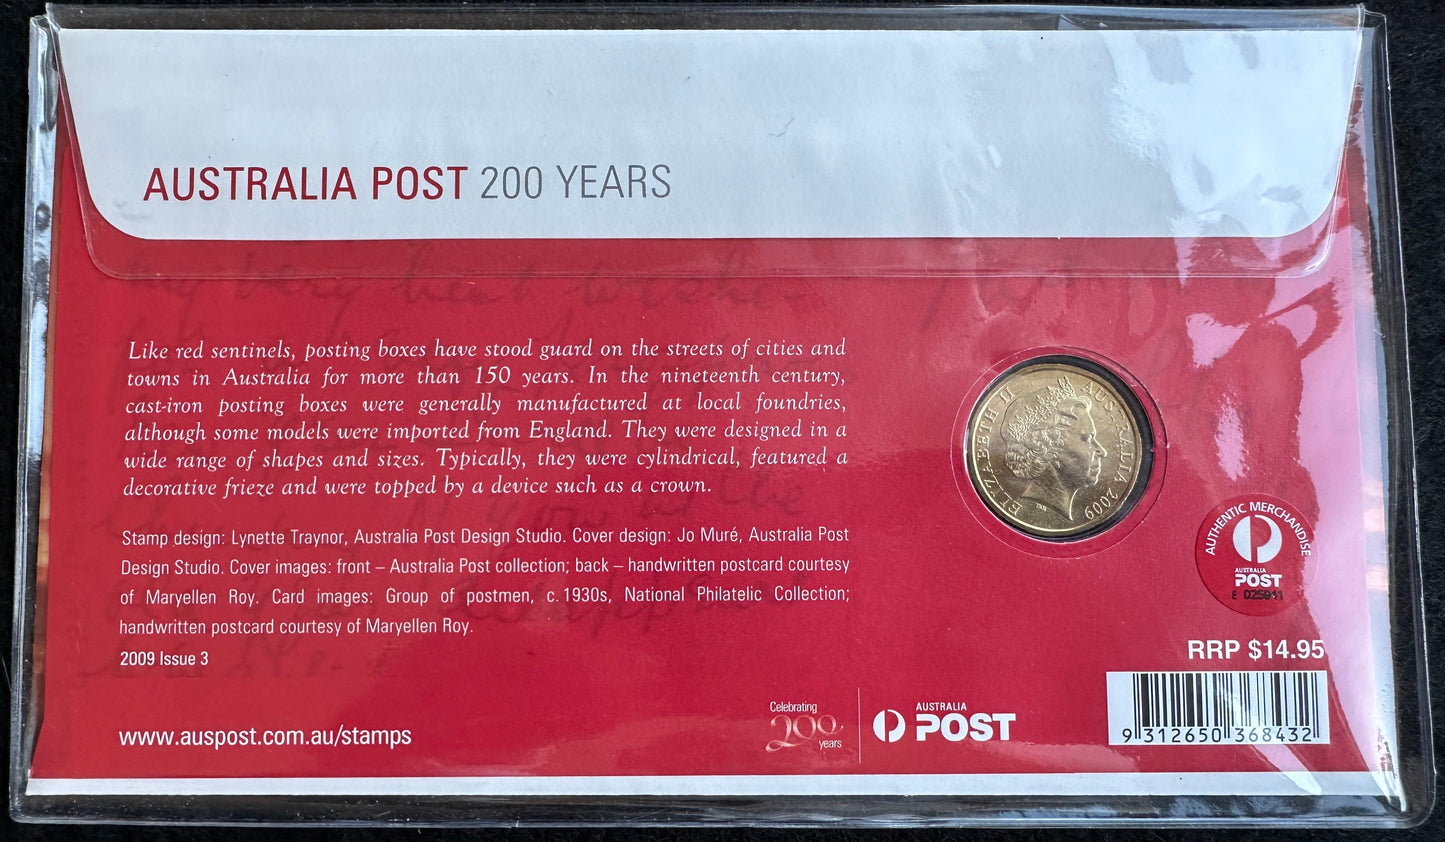 AUSTRALIA POST 200 YEARS
Like red sentinels, posting boxes have stood guard on the streets of cities and
towns in Australia for more than 150 years. In the nineteenth century,
cast-iron posting boxes were generally manufactured at local foundries,
although some models were imported from England. They were designed in a
wide range of shapes and sizes. Typically, they were cylindrical, featured a
decorative frieze and were topped by a device such as a crown.
Stamp design: Lynette Traynor, Australia Post Design Studio. Cover design: Jo Muré, Australia Post
Design Studio. Cover images: front – Australia Post collection; back – handwritten postcard courtesy
of Maryellen Roy. Card images: Group of postmen, c. 1930s, National Philatelic Collection;
handwritten postcard courtesy of Maryellen Roy.
2009 Issue 3
www.auspost.com.au/stamps
Celebrating
200
years
AUSTRALIA
POST
ELIZABETH II AUSTRALIA 2009
AUTHENTIC MERCHANDISE
AUSTRALIA
POST
RRP $14.95
9 312650 368432
my very best wishes